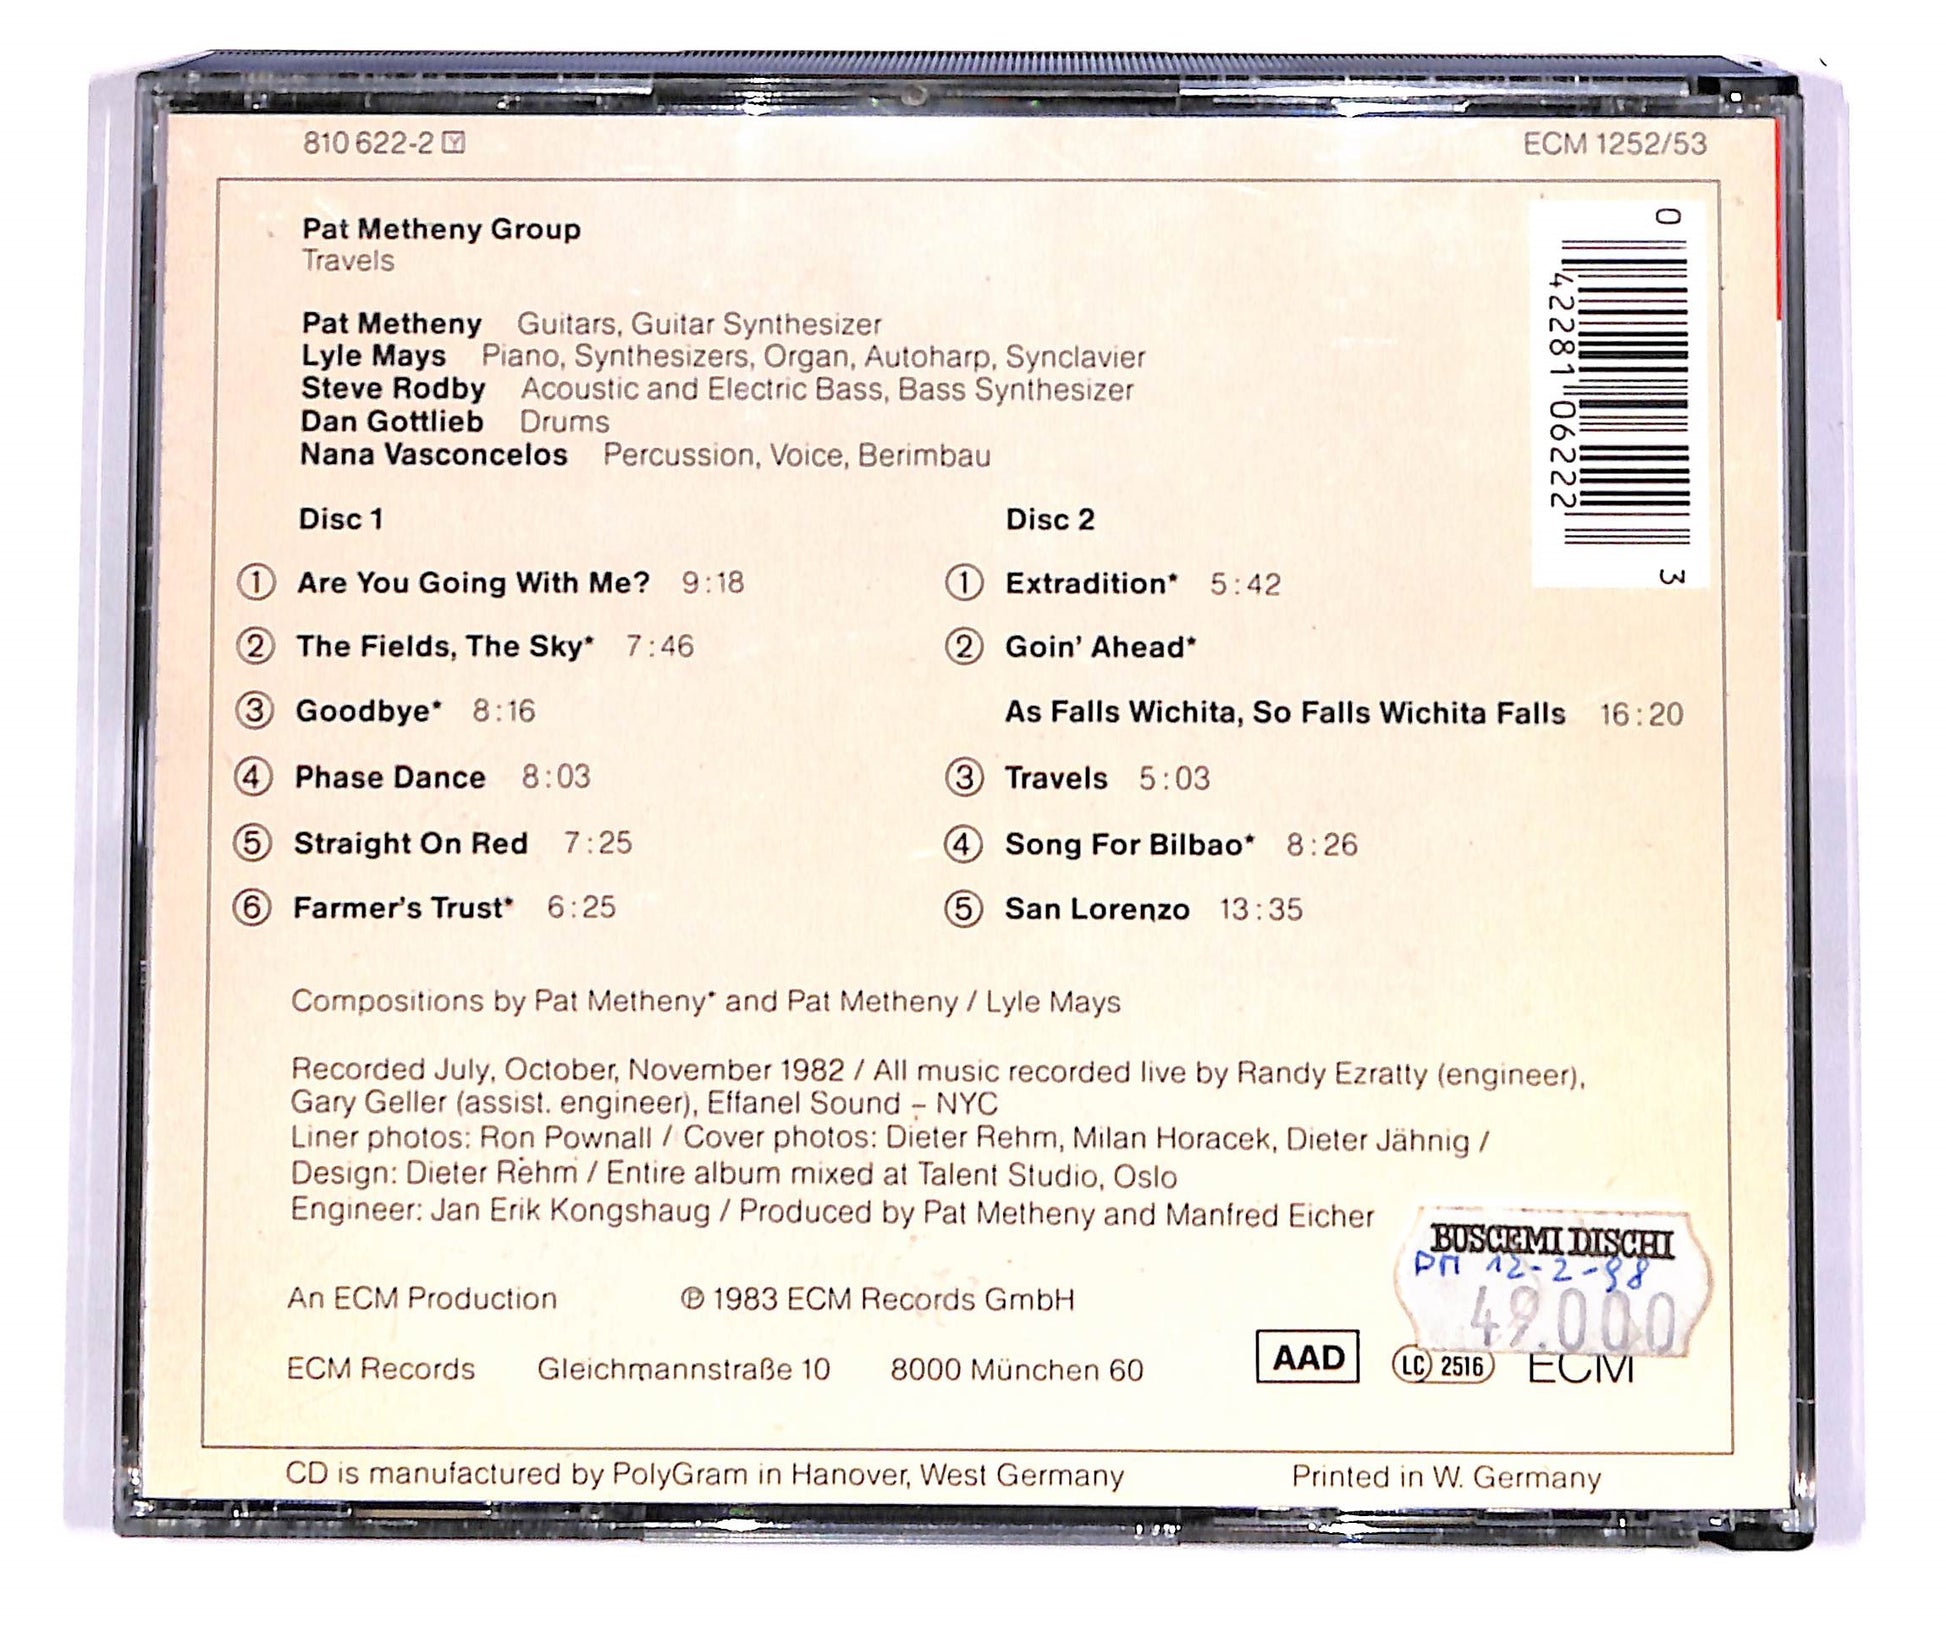 810 622-2 Y
ECM 1252/53
Pat Metheny Group
Travels
Pat Metheny Guitars, Guitar Synthesizer
Lyle Mays Piano, Synthesizers, Organ, Autoharp, Synclavier
Steve Rodby Acoustic and Electric Bass, Bass Synthesizer
Dan Gottlieb Drums
Nana Vasconcelos Percussion, Voice, Berimbau
0 42281 06222 3
Disc 1
① Are You Going With Me? 9:18
② The Fields, The Sky* 7:46
③ Goodbye* 8:16
④ Phase Dance 8:03
⑤ Straight On Red 7:25
⑥ Farmer's Trust* 6:25
Disc 2
① Extradition* 5:42
② Goin' Ahead*
As Falls Wichita, So Falls Wichita Falls 16:20
③ Travels 5:03
④ Song For Bilbao* 8:26
⑤ San Lorenzo 13:35
Compositions by Pat Metheny* and Pat Metheny / Lyle Mays
Recorded July, October, November 1982 / All music recorded live by Randy Ezratty (engineer),
Gary Geller (assist. engineer), Effanel Sound – NYC
Liner photos: Ron Pownall / Cover photos: Dieter Rehm, Milan Horacek, Dieter Jähnig /
Design: Dieter Rehm / Entire album mixed at Talent Studio, Oslo
Engineer: Jan Erik Kongshaug / Produced by Pat Metheny and Manfred Eicher
BUSCEMI DISCHI
PM 12-2-98
49.000
An ECM Production ℗ 1983 ECM Records GmbH
ECM Records Gleichmannstraße 10 8000 München 60
AAD
LC 2516
ECM
CD is manufactured by PolyGram in Hanover, West Germany
Printed in W. Germany